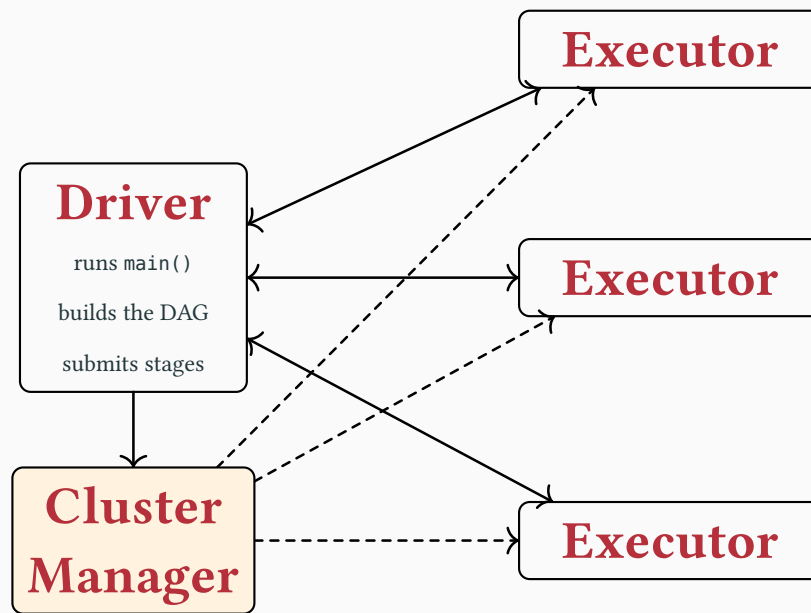 Executor
Driver
runs main()
builds the DAG
submits stages
Executor
Cluster
Manager
Executor